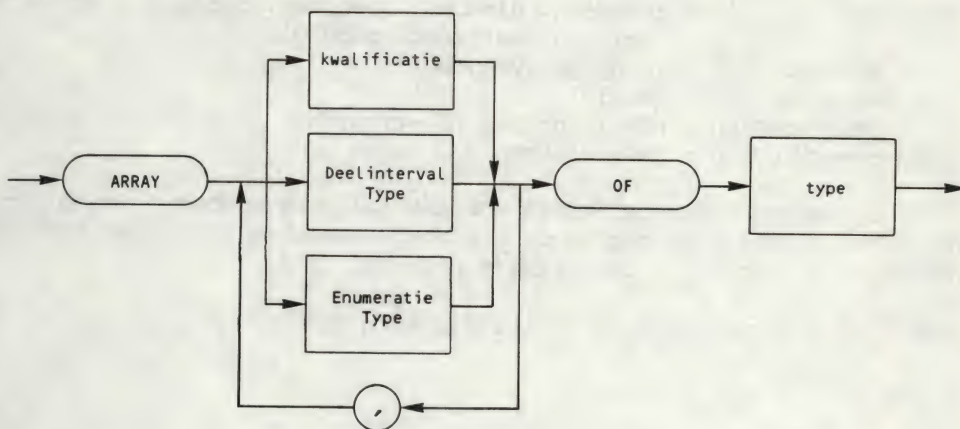 kwalificatie
ARRAY
Deelinterval
Type
OF
type
Enumeratie
Type
,